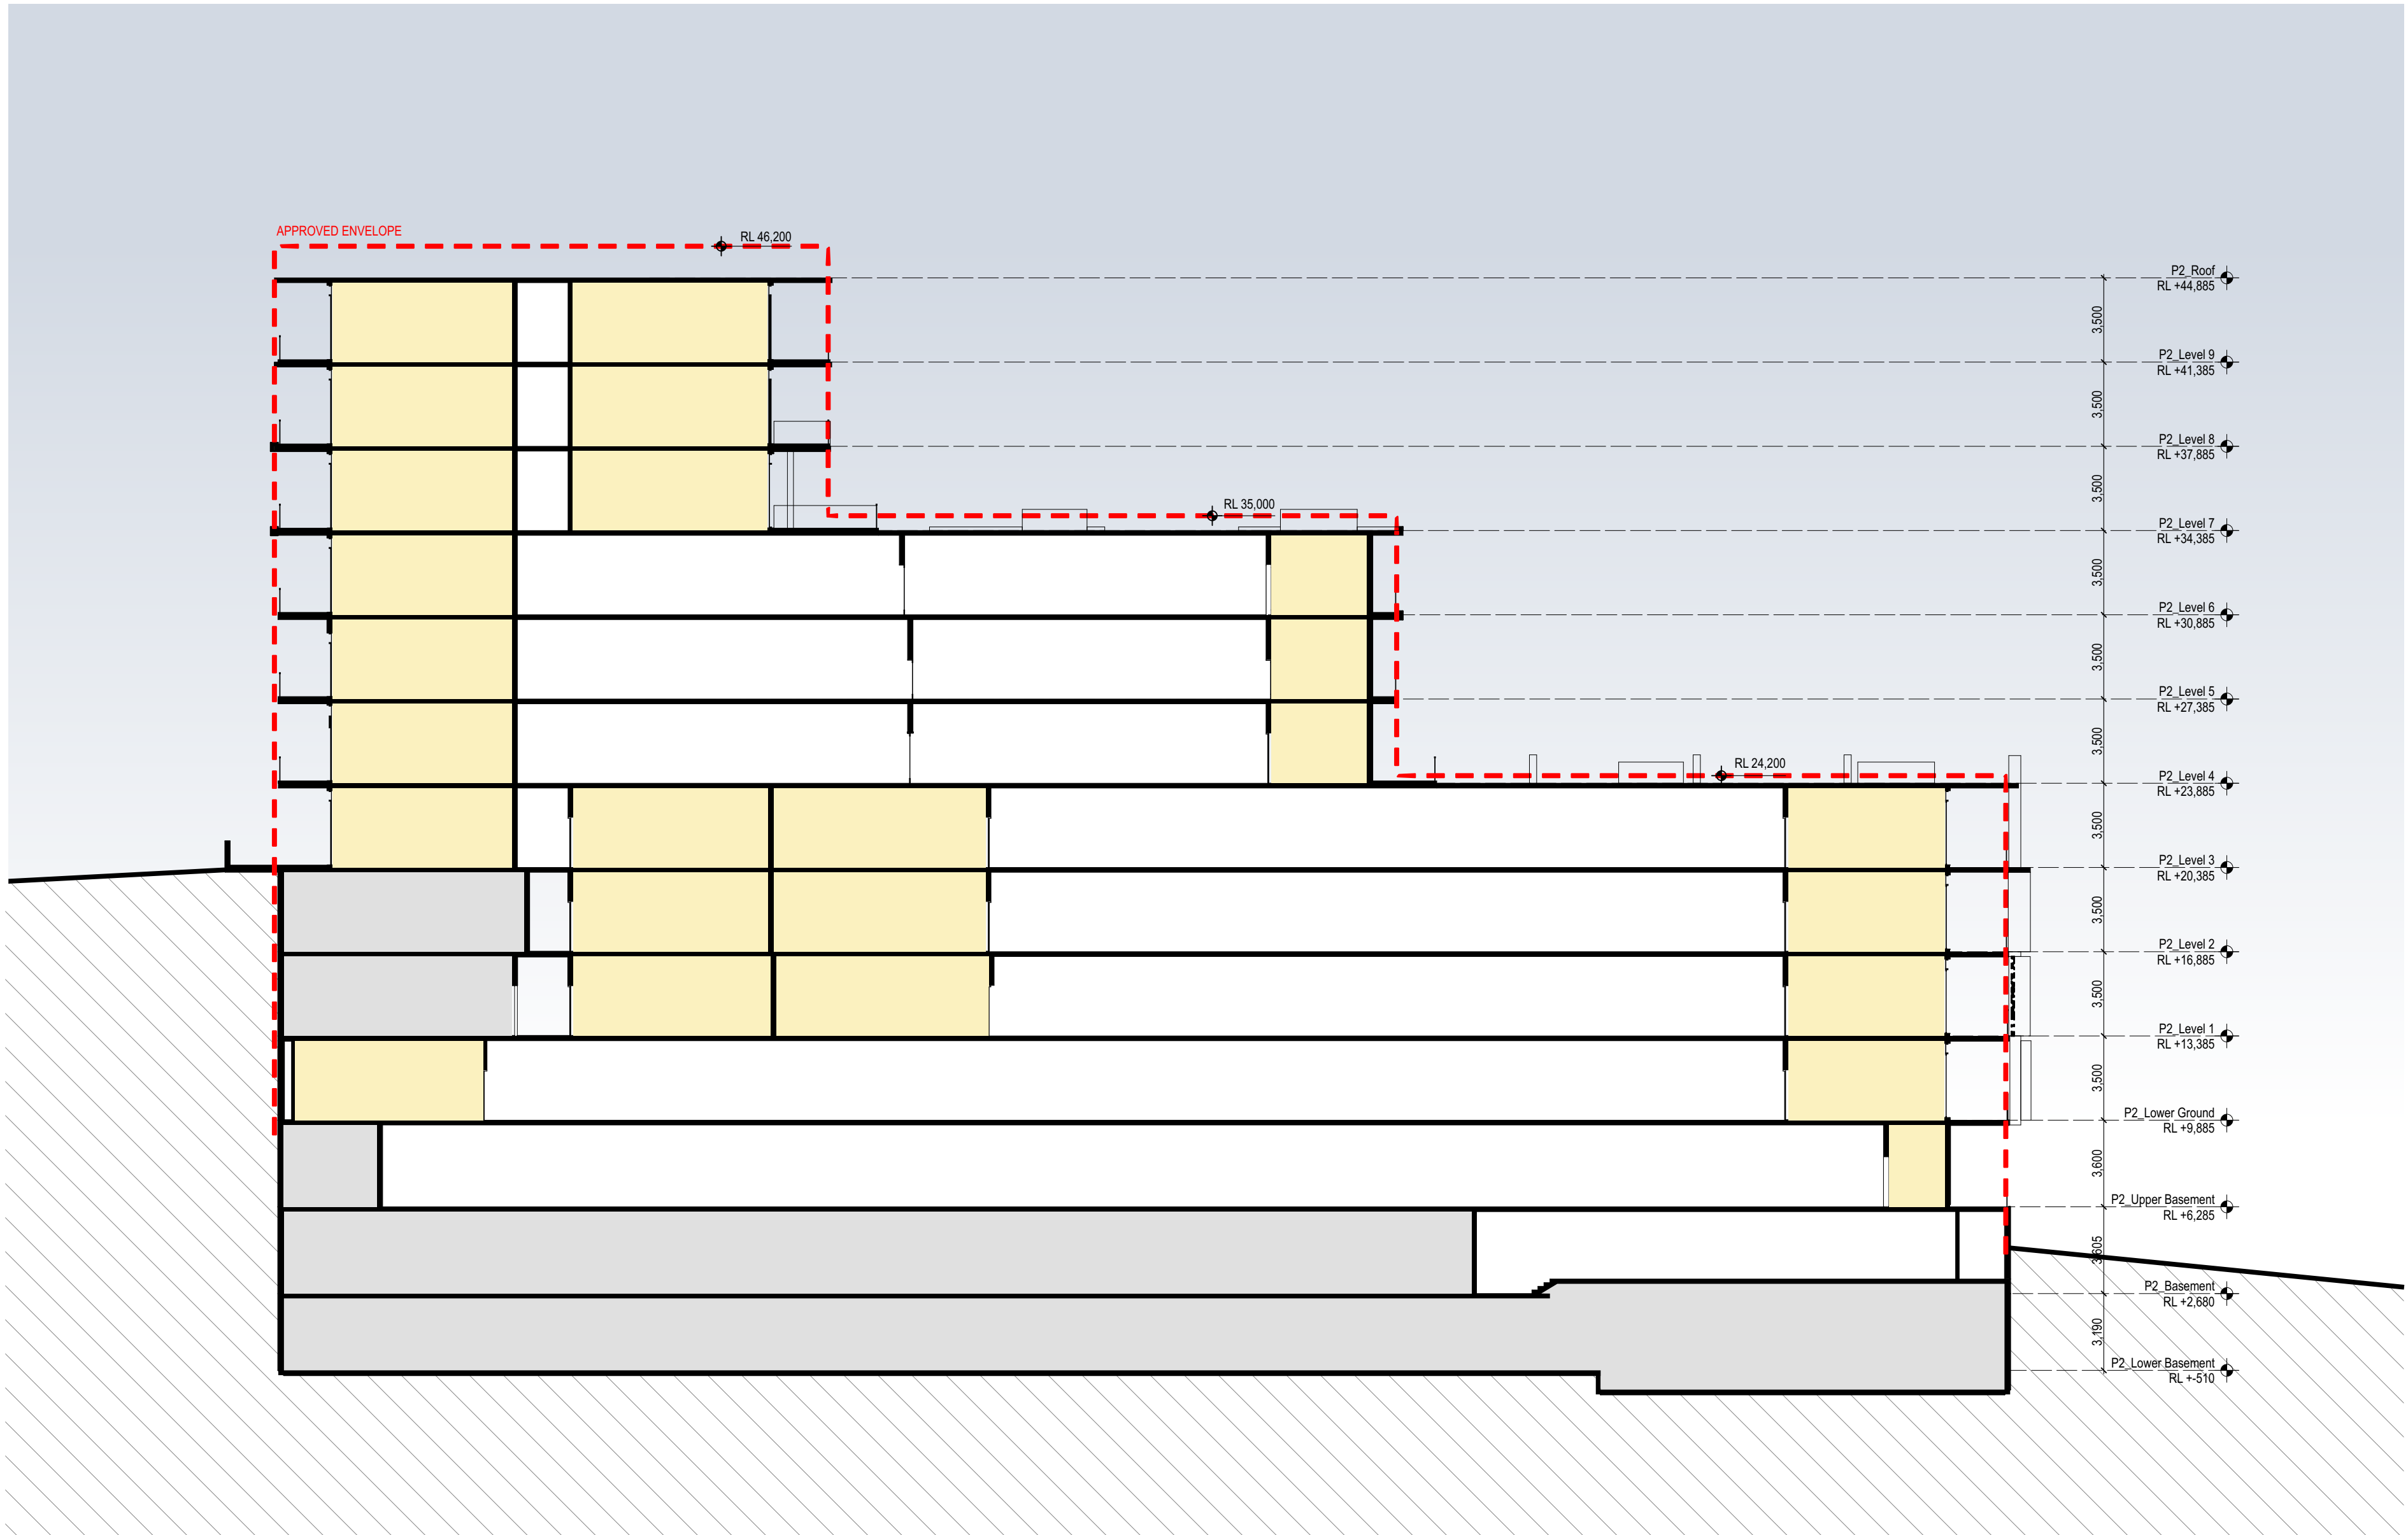 APPROVED ENVELOPE
RL 46,200
P2_Roof
RL +44,885
3,500
P2_Level 9
RL +41,385
3,500
P2_Level 8
RL +37,885
3,500
RL 35,000
P2_Level 7
RL +34,385
3,500
P2_Level 6
RL +30,885
3,500
P2_Level 5
RL +27,385
3,500
RL 24,200
P2_Level 4
RL +23,885
3,500
P2_Level 3
RL +20,385
3,500
P2_Level 2
RL +16,885
3,500
P2_Level 1
RL +13,385
3,500
P2_Lower Ground
RL +9,885
3,600
P2_Upper Basement
RL +6,285
3,605
P2_Basement
RL +2,680
3,190
P2_Lower Basement
RL +-510